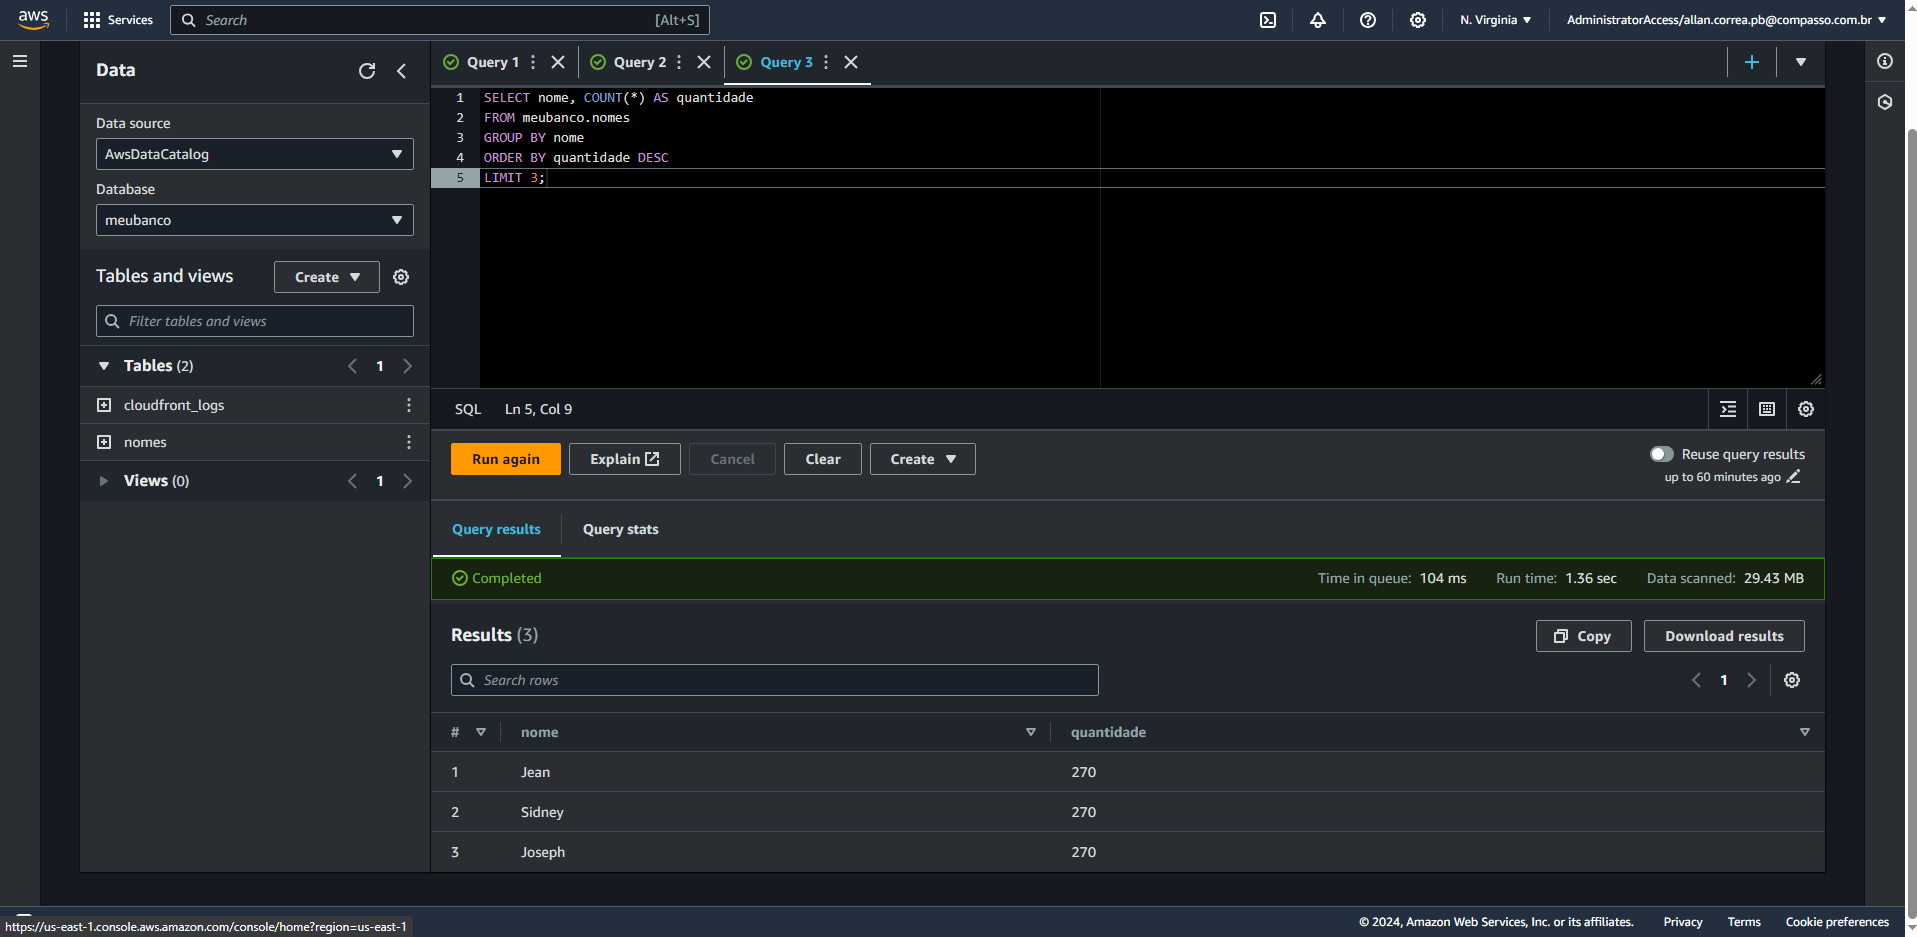 aws
Services
Search
[Alt+S]
N. Virginia
AdministratorAccess/allan.correa.pb@compasso.com.br
Data
Data source
AwsDataCatalog
Database
meubanco
Tables and views
Create
Filter tables and views
Tables (2)
1
cloudfront_logs
nomes
Views (0)
1
Query 1
Query 2
Query 3
1 SELECT nome, COUNT(*) AS quantidade
2 FROM meubanco.nomes
3 GROUP BY nome
4 ORDER BY quantidade DESC
5 LIMIT 3;
SQL Ln 5, Col 9
Run again
Explain
Cancel
Clear
Create
Reuse query results
up to 60 minutes ago
Query results
Query stats
Completed
Time in queue: 104 ms
Run time: 1.36 sec
Data scanned: 29.43 MB
Results (3)
Copy
Download results
Search rows
1
# nome quantidade
1 Jean 270
2 Sidney 270
3 Joseph 270
https://us-east-1.console.aws.amazon.com/console/home?region=us-east-1
© 2024, Amazon Web Services, Inc. or its affiliates.
Privacy
Terms
Cookie preferences